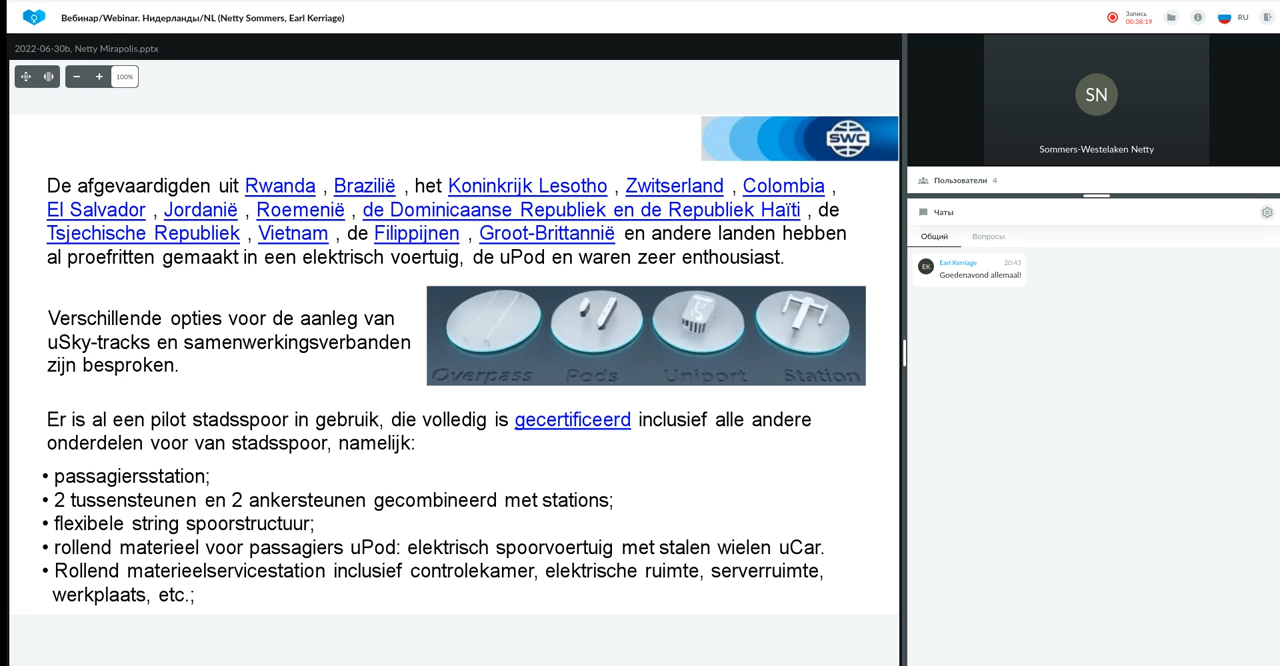 Вебинар/Webinar. Нидерланды/NL (Netty Sommers, Earl Kerriage)
Запись
00:38:19
RU
2022-06-30b, Netty Mirapolis.pptx
100%
SWC
De afgevaardigden uit Rwanda , Brazilië , het Koninkrijk Lesotho , Zwitserland , Colombia ,
El Salvador , Jordanië , Roemenië , de Dominicaanse Republiek en de Republiek Haïti , de
Tsjechische Republiek , Vietnam , de Filippijnen , Groot-Brittannië en andere landen hebben
al proefritten gemaakt in een elektrisch voertuig, de uPod en waren zeer enthousiast.
Verschillende opties voor de aanleg van
uSky-tracks en samenwerkingsverbanden
zijn besproken.
Overpass Pods Uniport Station
Er is al een pilot stadsspoor in gebruik, die volledig is gecertificeerd inclusief alle andere
onderdelen voor van stadsspoor, namelijk:
• passagiersstation;
• 2 tussensteunen en 2 ankersteunen gecombineerd met stations;
• flexibele string spoorstructuur;
• rollend materieel voor passagiers uPod: elektrisch spoorvoertuig met stalen wielen uCar.
• Rollend materieelservicestation inclusief controlekamer, elektrische ruimte, serverruimte,
werkplaats, etc.;
SN
Sommers-Westelaken Netty
Пользователи 4
Чаты
Общий Вопросы
EK
Earl Kerriage 20:43
Goedenavond allemaal!